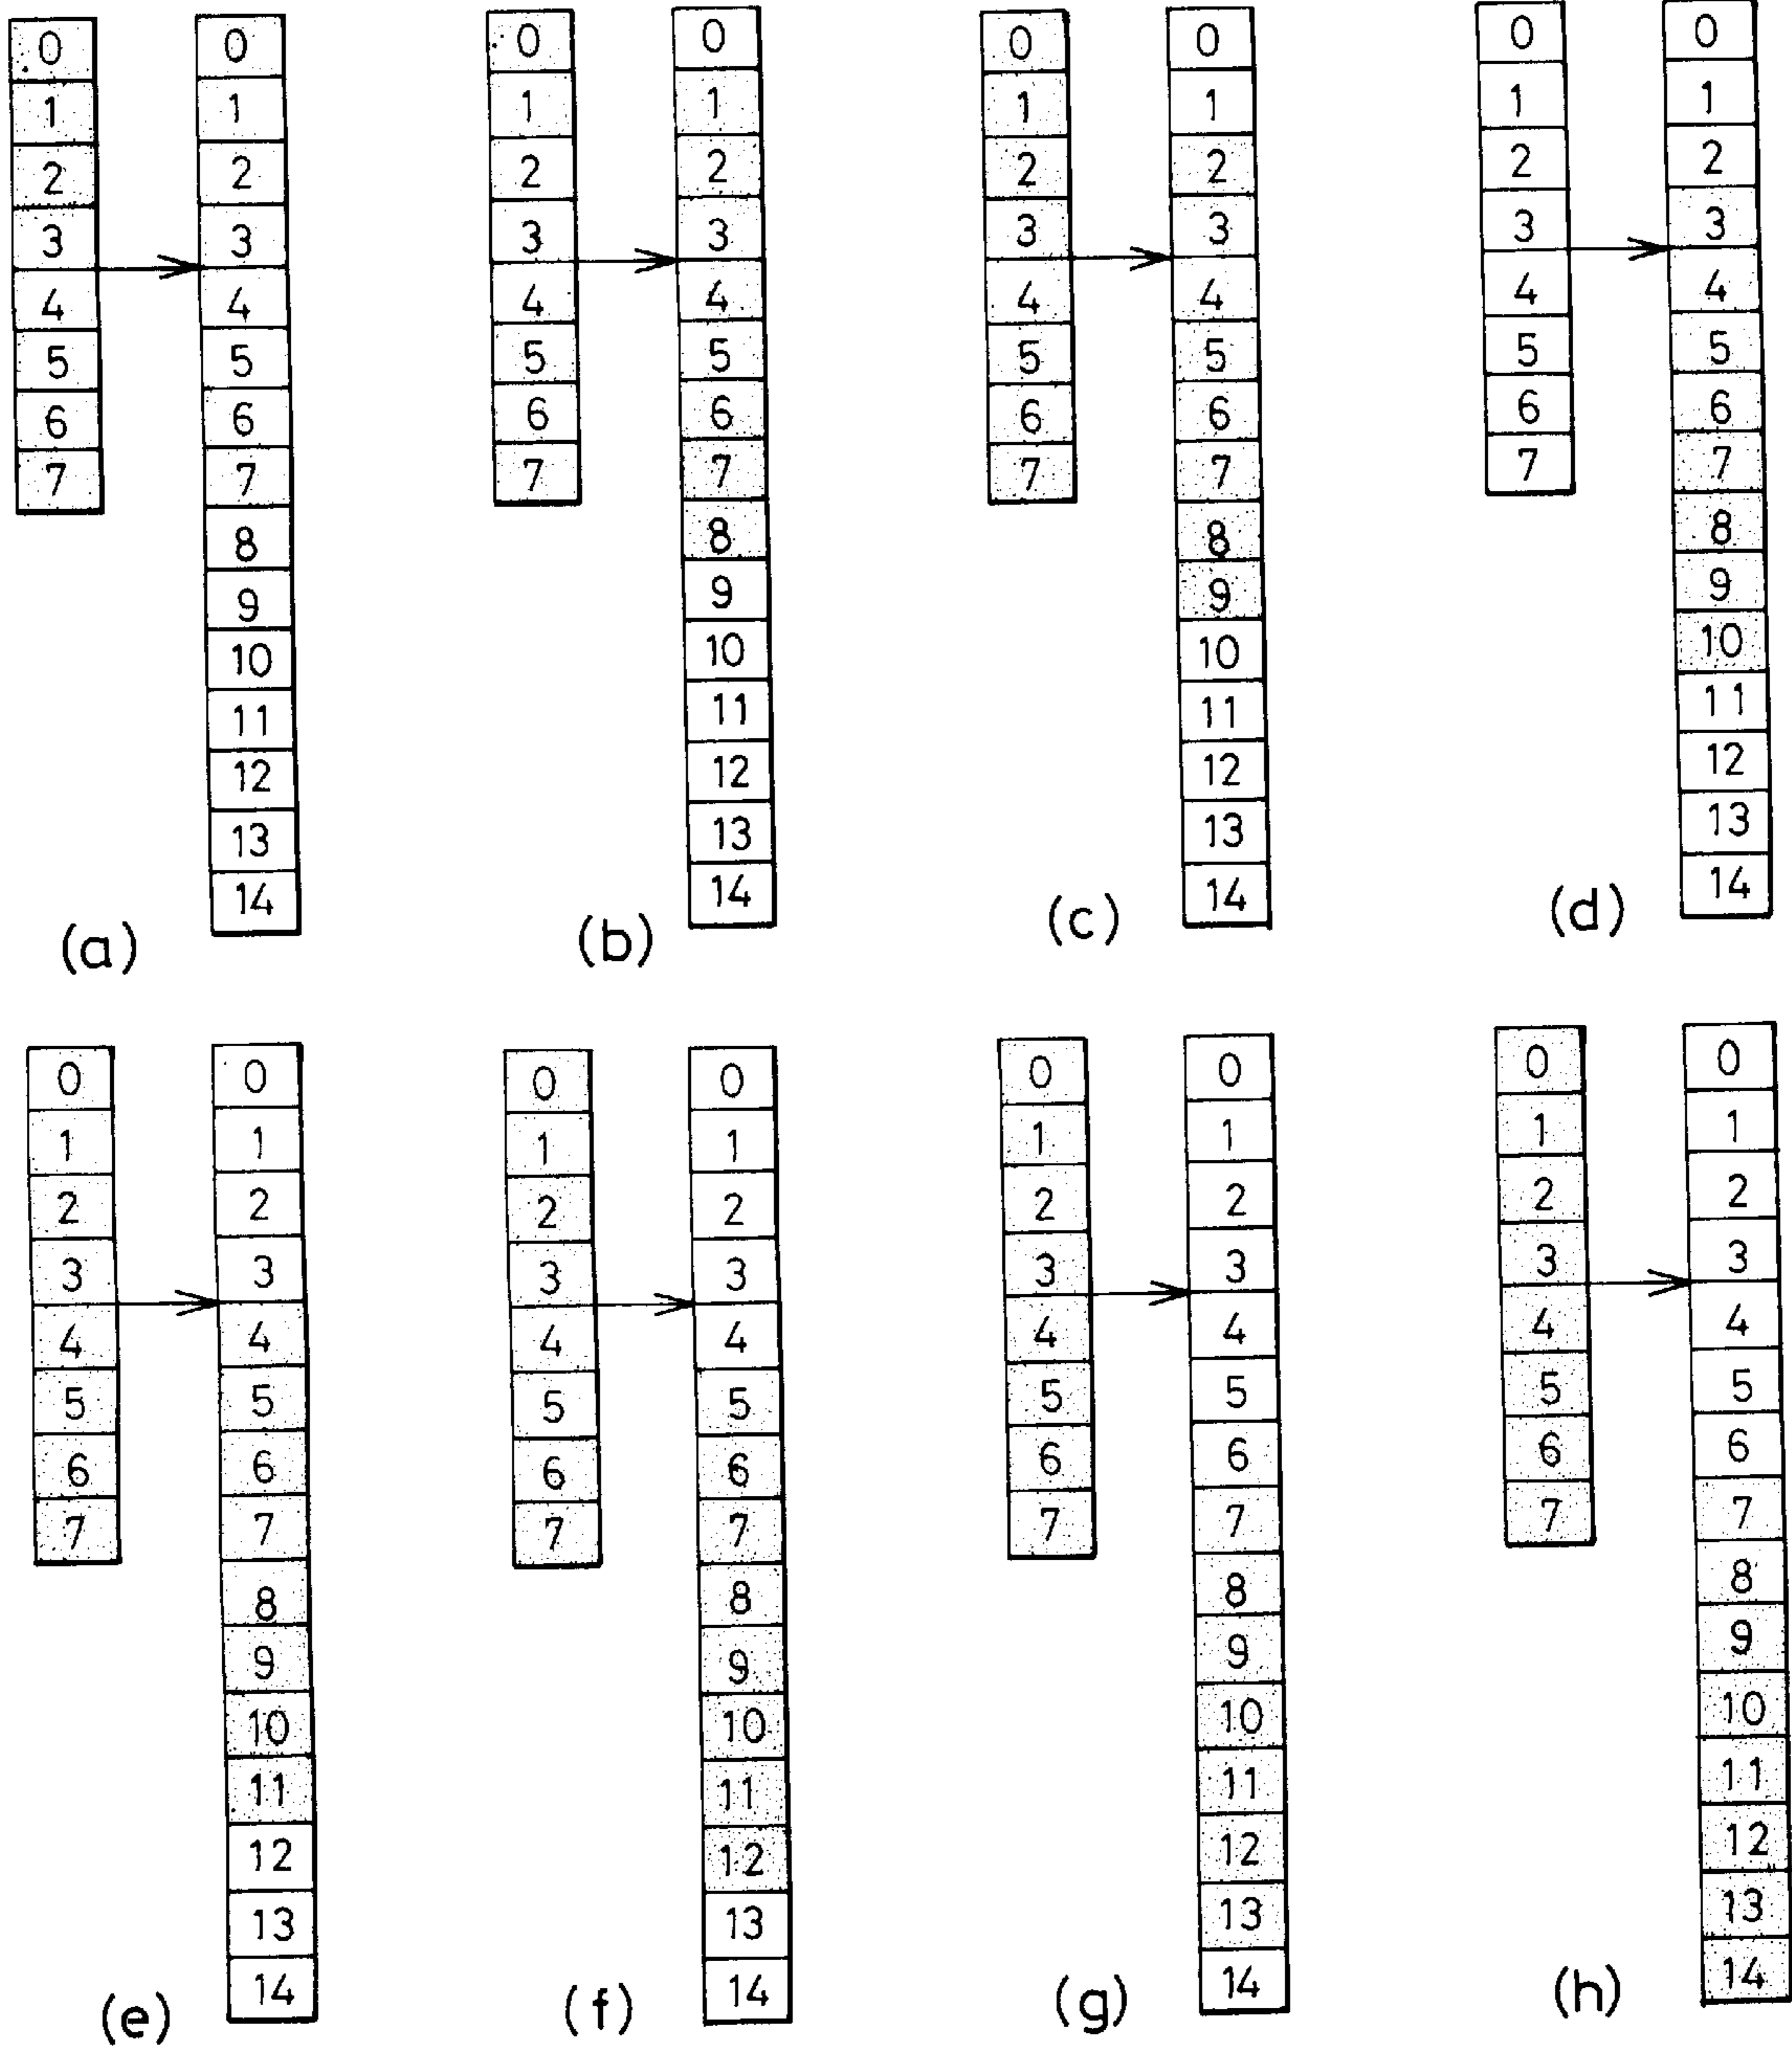 0 0 0 0 0 0 0 0
1 1 1 1 1 1 1 1
2 2 2 2 2 2 2 2
3 3 3 3 3 3 3 3
4 4 4 4 4 4 4 4
5 5 5 5 5 5 5 5
6 6 6 6 6 6 6 6
7 7 7 7 7 7 7 7
8 8 8 8
9 9 9 9
10 10 10 10
11 11 11 11
12 12 12 12
13 13 13 13
14 14 14 14
(a) (b) (c) (d)
0 0 0 0 0 0 0 0
1 1 1 1 1 1 1 1
2 2 2 2 2 2 2 2
3 3 3 3 3 3 3 3
4 4 4 4 4 4 4 4
5 5 5 5 5 5 5 5
6 6 6 6 6 6 6 6
7 7 7 7 7 7 7 7
8 8 8 8
9 9 9 9
10 10 10 10
11 11 11 11
12 12 12 12
13 13 13 13
14 14 14 14
(e) (f) (g) (h)